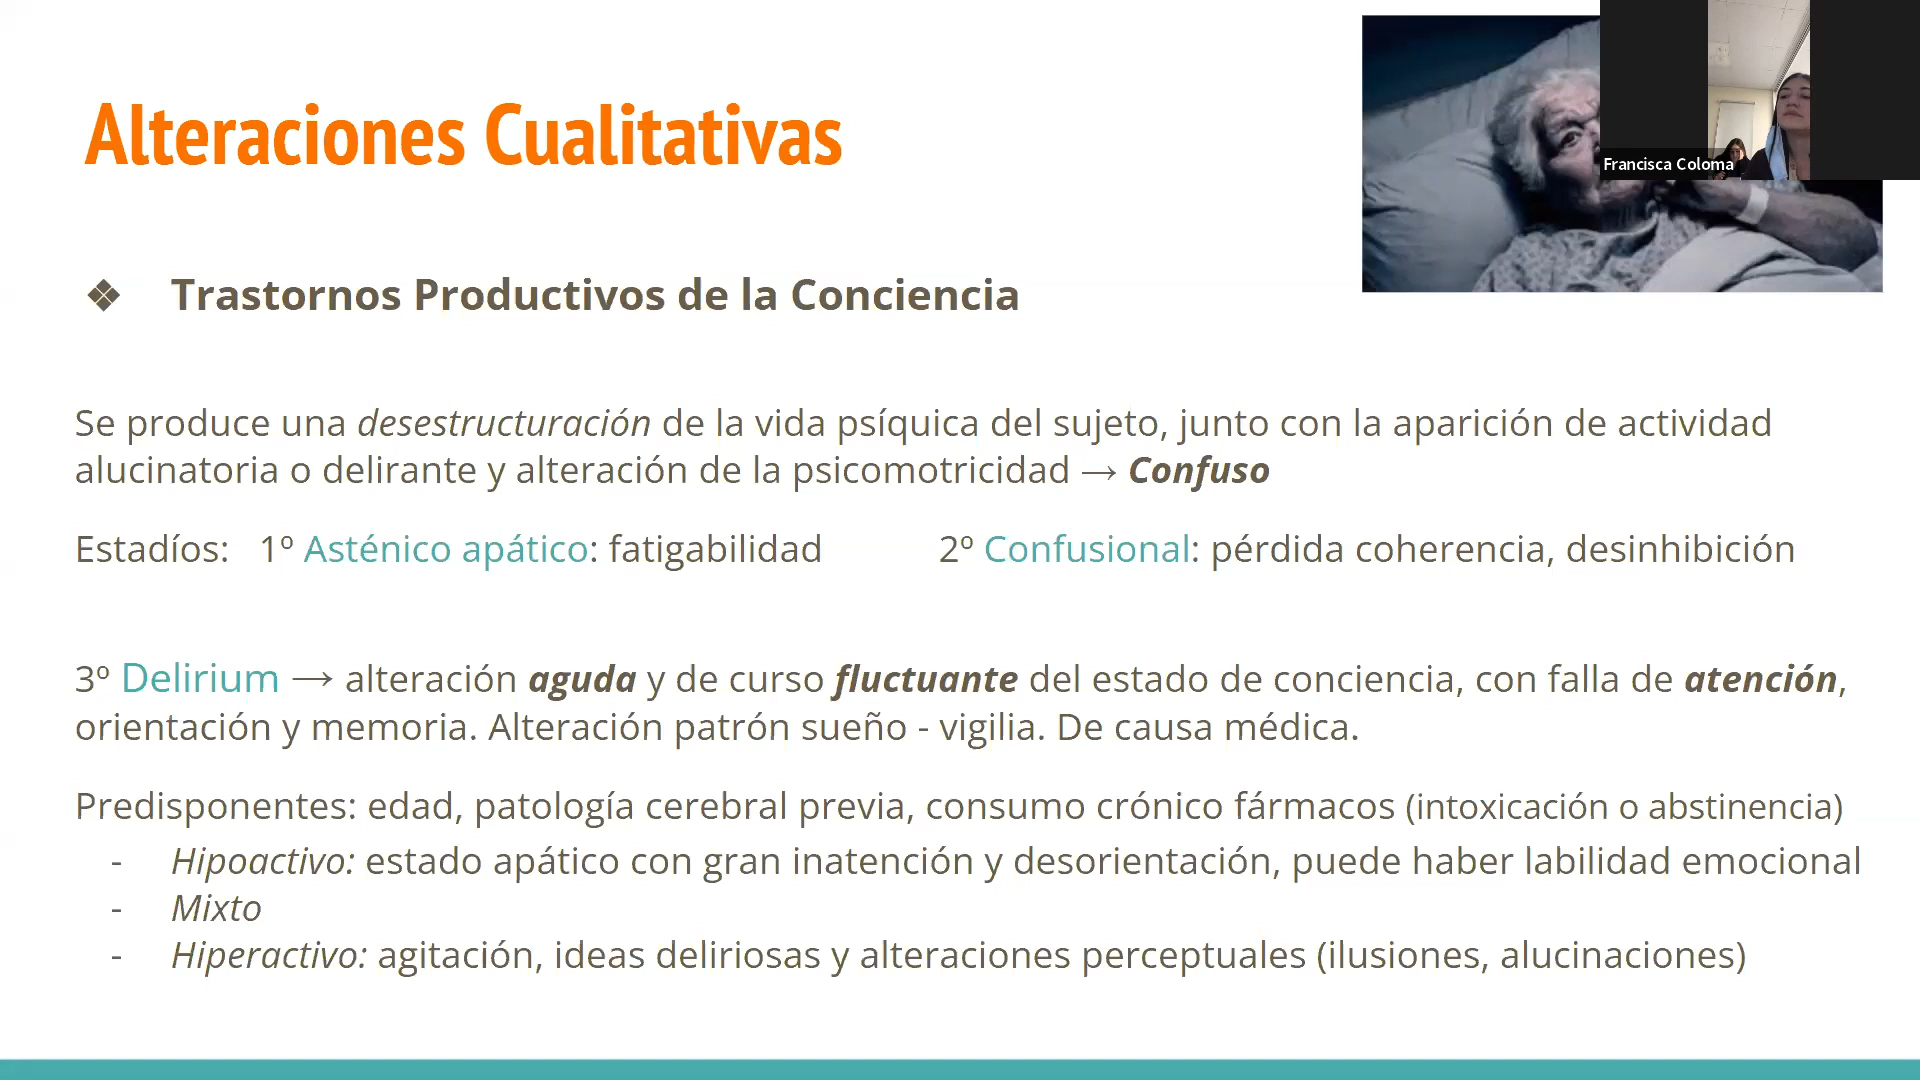 Alteraciones Cualitativas
Francisca Coloma
❖ Trastornos Productivos de la Conciencia
Se produce una desestructuración de la vida psíquica del sujeto, junto con la aparición de actividad
alucinatoria o delirante y alteración de la psicomotricidad → Confuso
Estadíos: 1º Asténico apático: fatigabilidad 2º Confusional: pérdida coherencia, desinhibición
3º Delirium → alteración aguda y de curso fluctuante del estado de conciencia, con falla de atención,
orientación y memoria. Alteración patrón sueño - vigilia. De causa médica.
Predisponentes: edad, patología cerebral previa, consumo crónico fármacos (intoxicación o abstinencia)
- Hipoactivo: estado apático con gran inatención y desorientación, puede haber labilidad emocional
- Mixto
- Hiperactivo: agitación, ideas deliriosas y alteraciones perceptuales (ilusiones, alucinaciones)